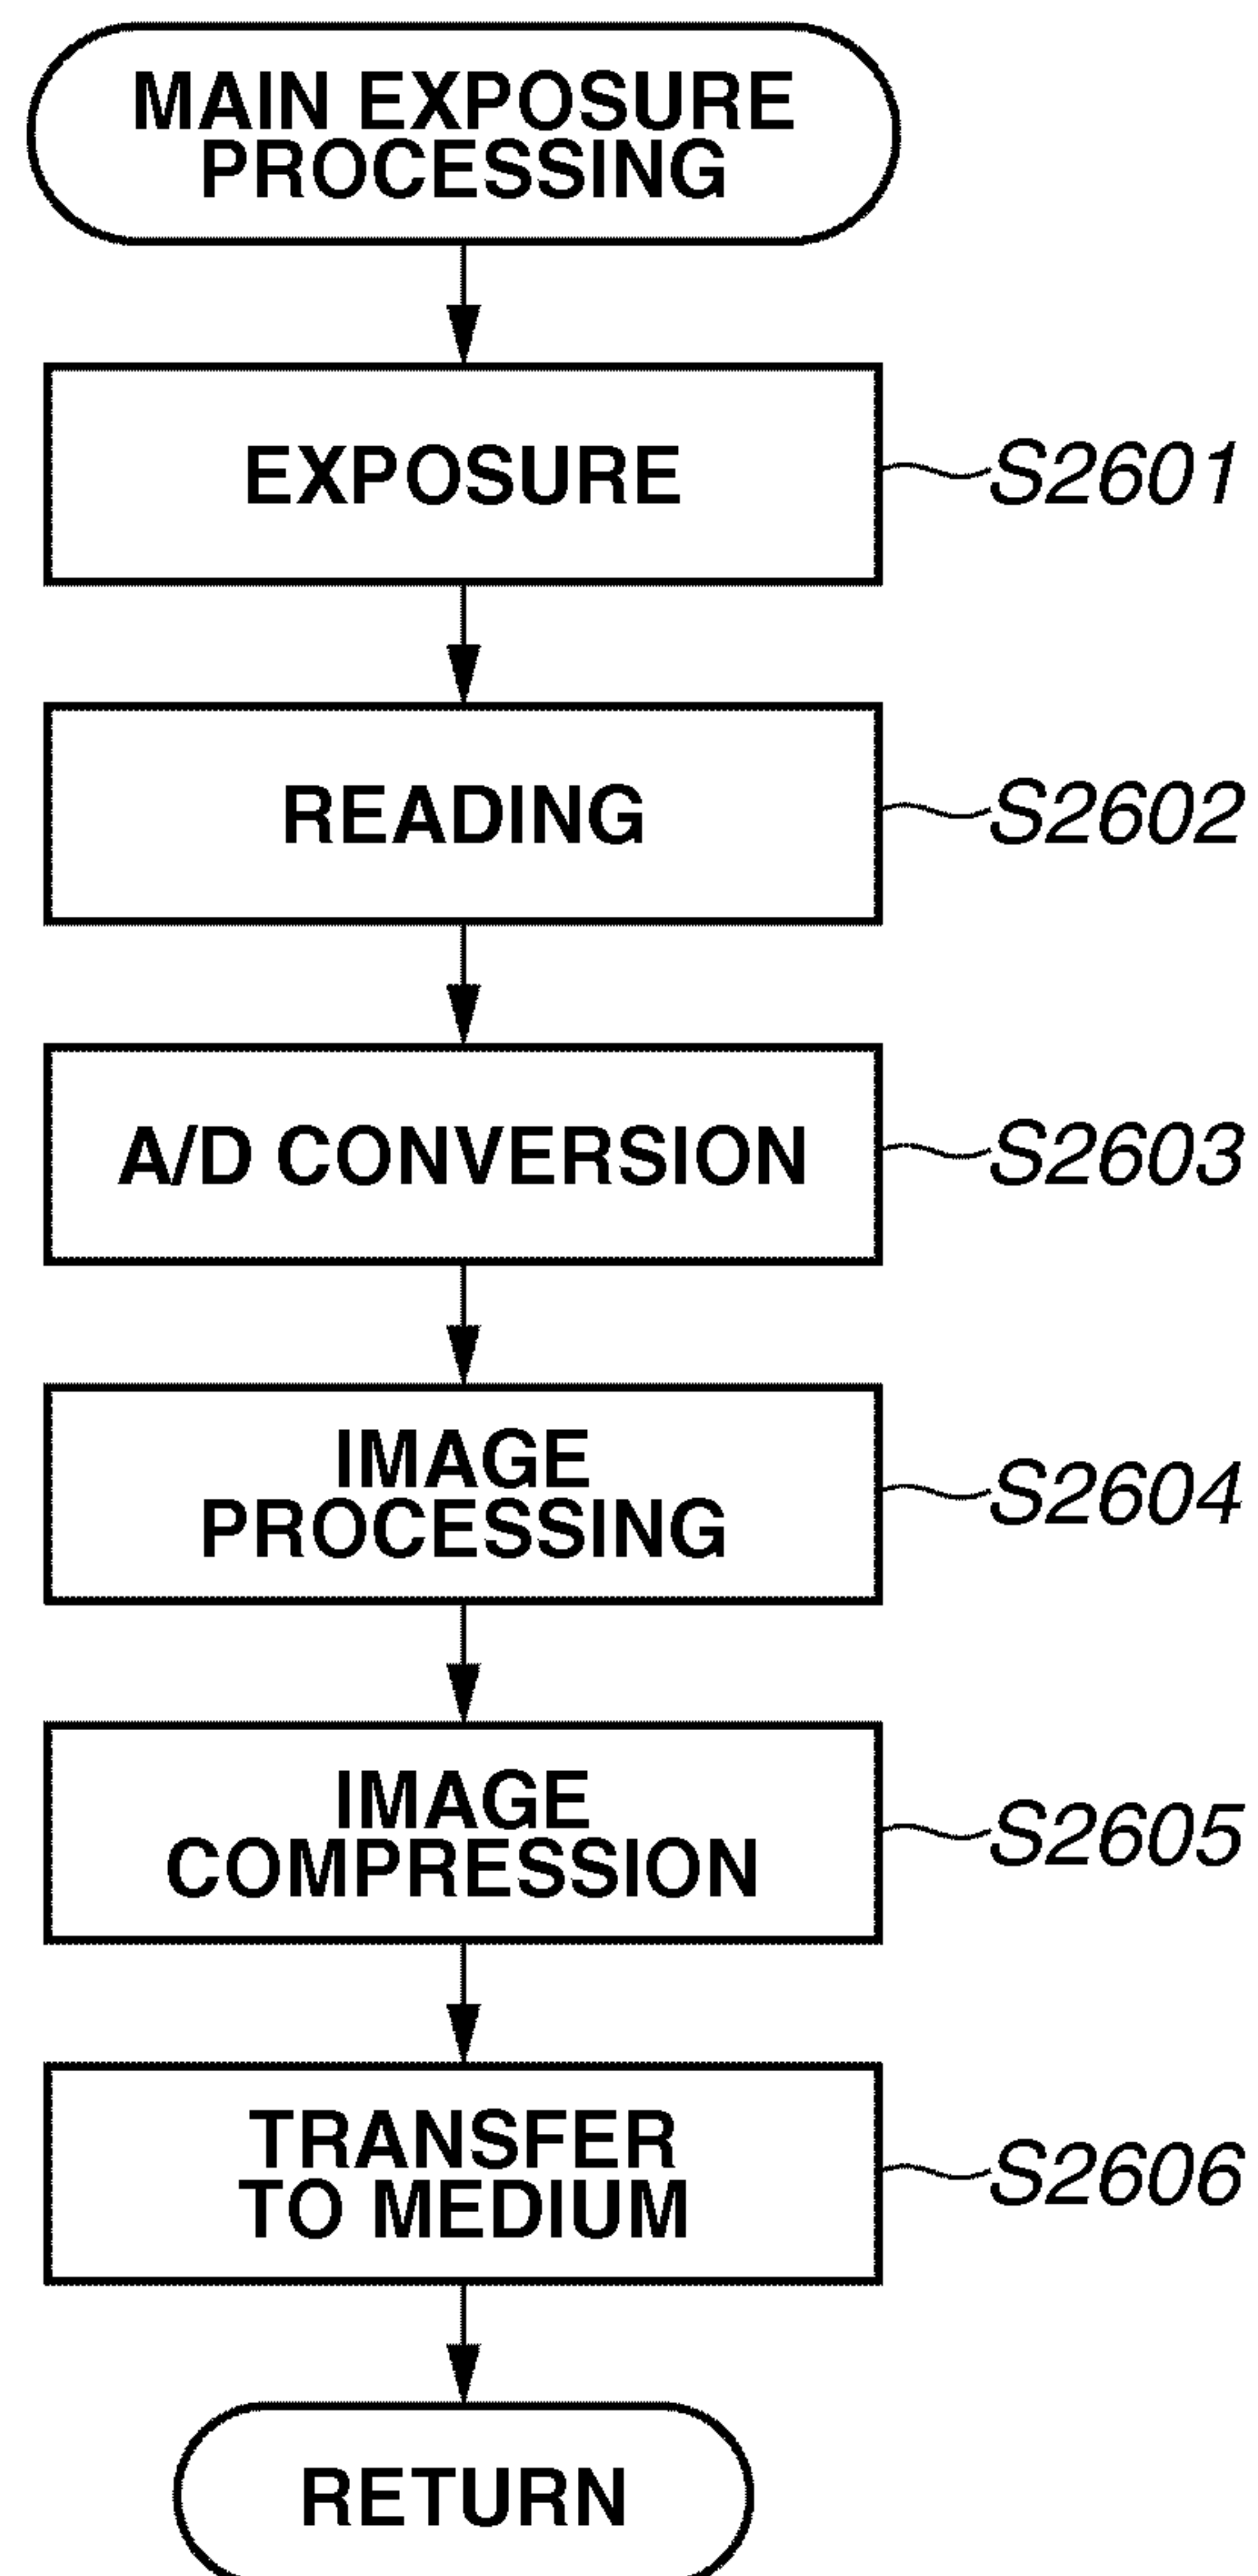 MAIN EXPOSURE
PROCESSING
EXPOSURE
S2601
READING
S2602
A/D CONVERSION
S2603
IMAGE
PROCESSING
S2604
IMAGE
COMPRESSION
S2605
TRANSFER
TO MEDIUM
S2606
RETURN